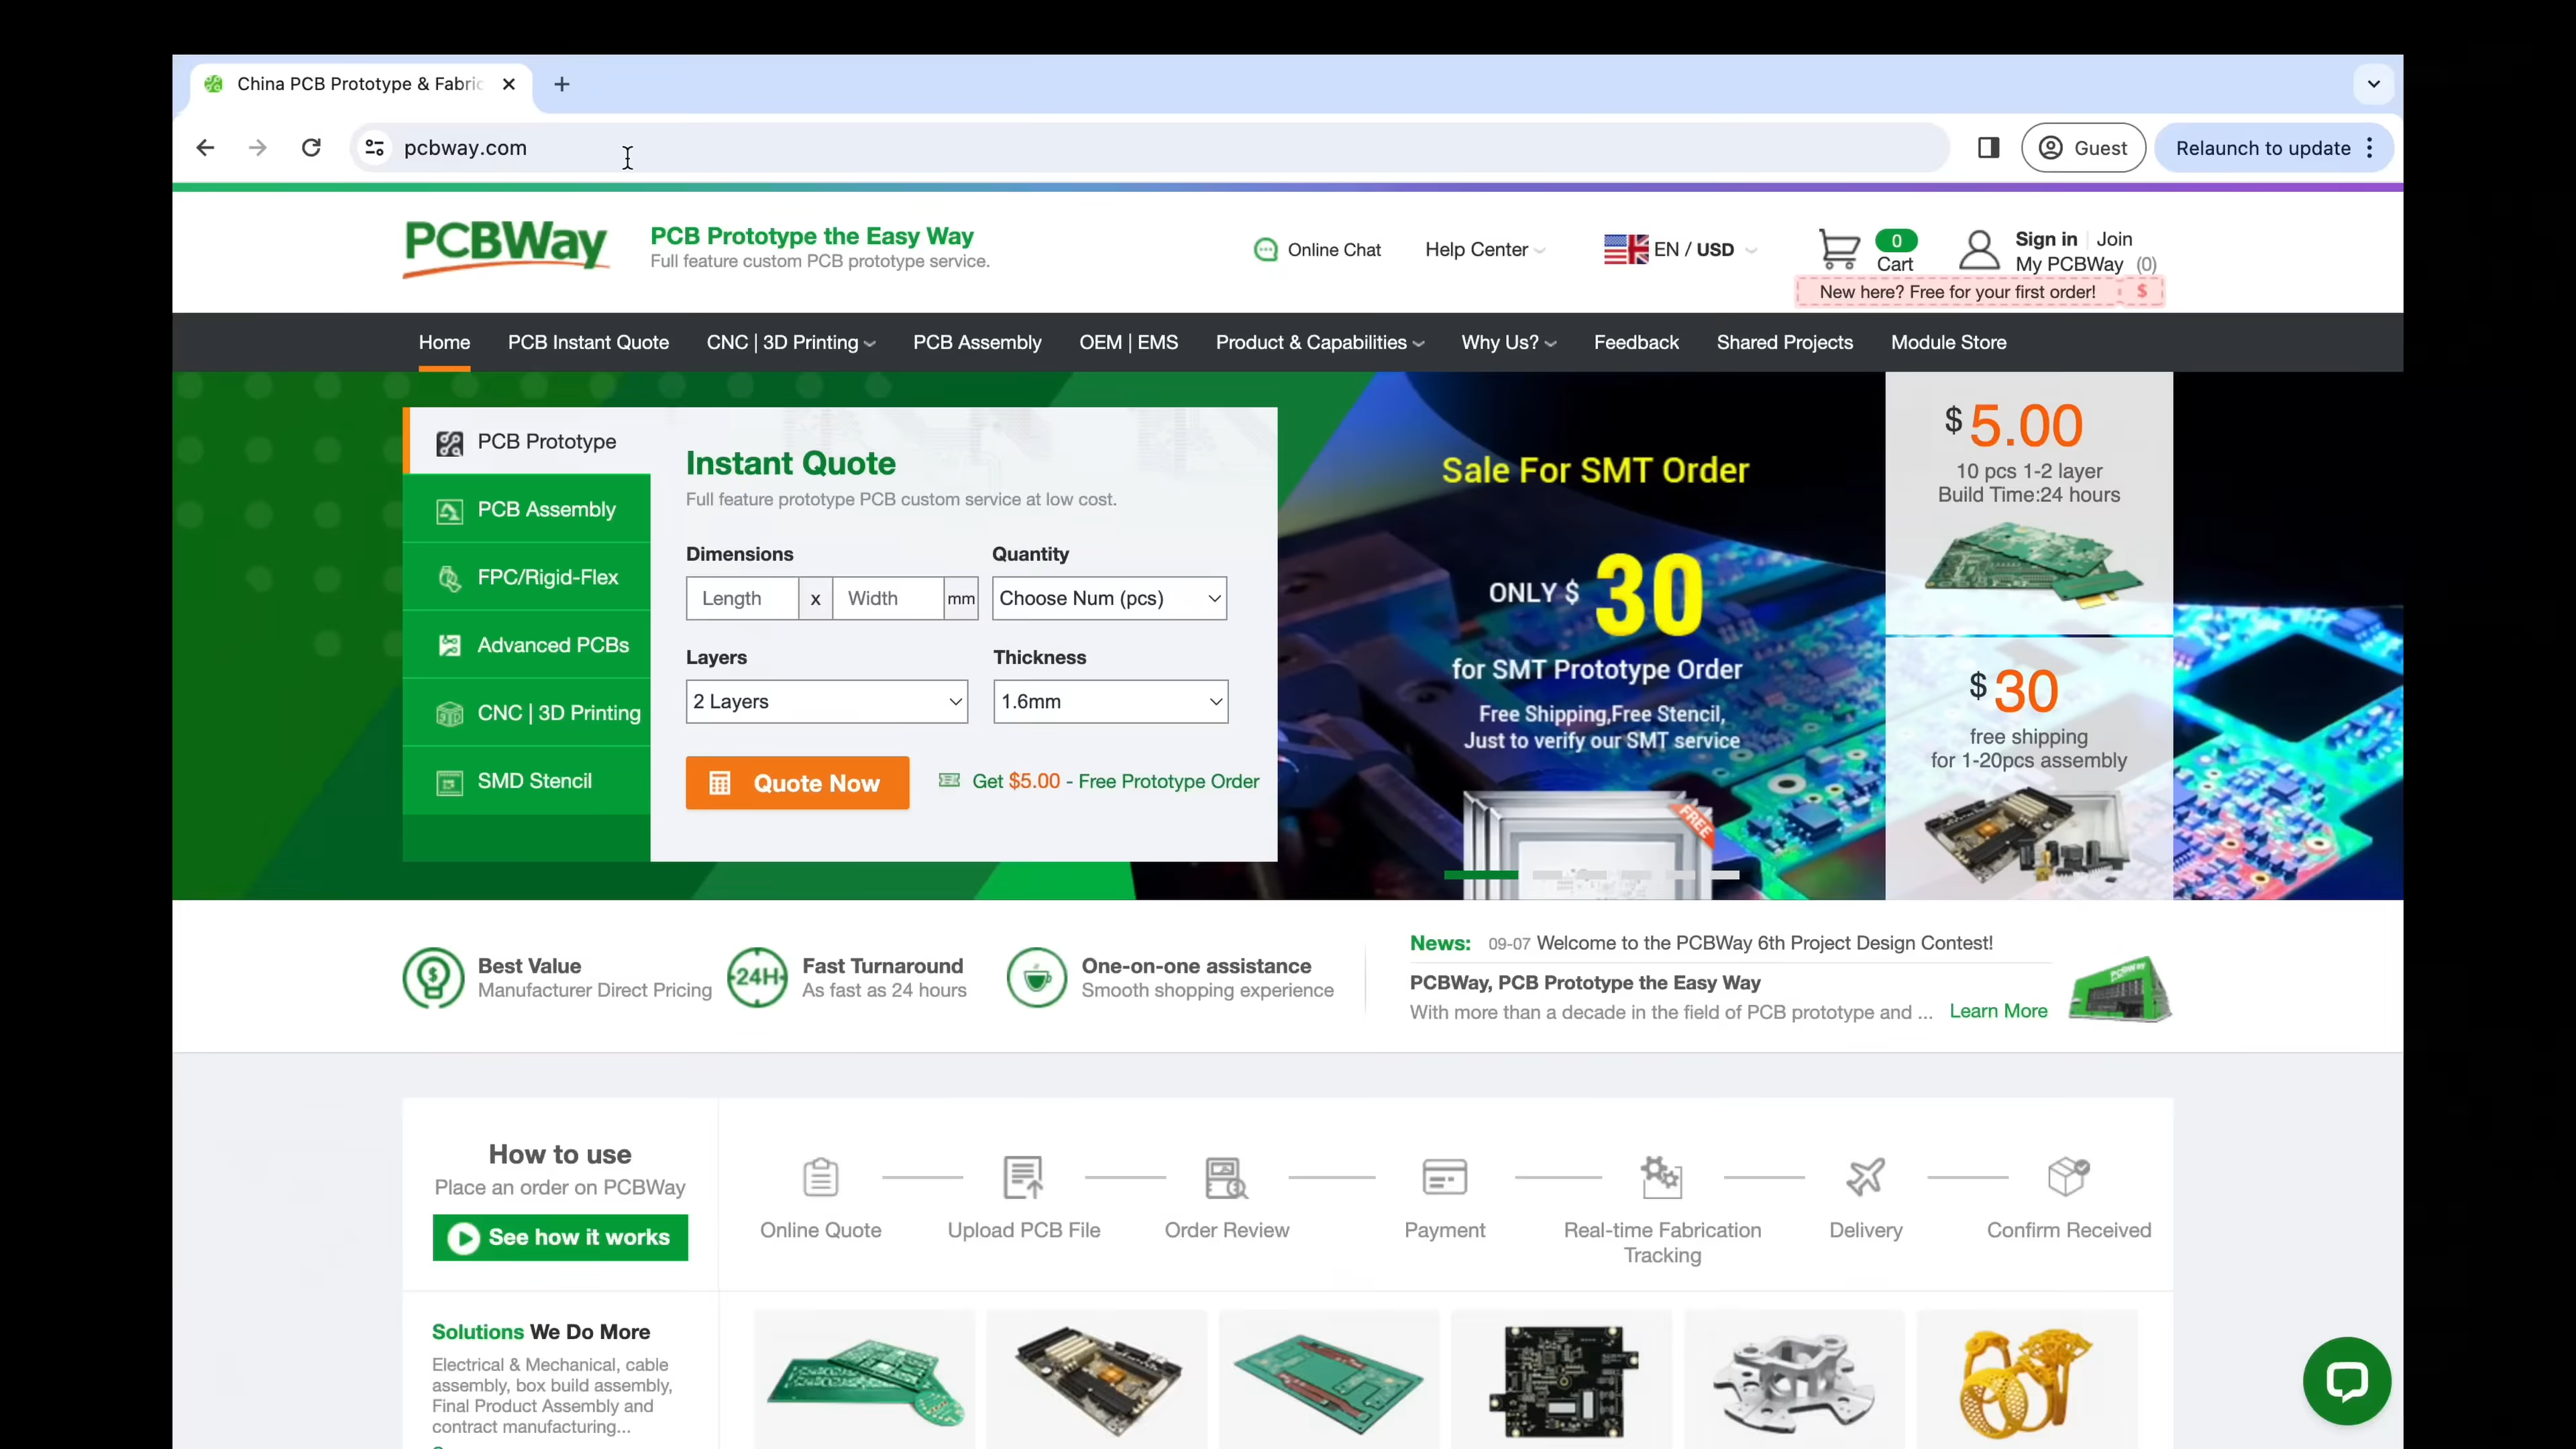 China PCB Prototype & Fabric
pcbway.com
Guest
Relaunch to update
PCBWay
PCB Prototype the Easy Way
Full feature custom PCB prototype service.
Online Chat
Help Center
EN / USD
0
Cart
Sign in
Join
My PCBWay (0)
New here? Free for your first order! $
Home
PCB Instant Quote
CNC | 3D Printing
PCB Assembly
OEM | EMS
Product & Capabilities
Why Us?
Feedback
Shared Projects
Module Store
PCB Prototype
PCB Assembly
FPC/Rigid-Flex
Advanced PCBs
CNC | 3D Printing
SMD Stencil
Instant Quote
Full feature prototype PCB custom service at low cost.
Dimensions
Quantity
Length x Width mm
Choose Num (pcs)
Layers
Thickness
2 Layers
1.6mm
Quote Now
Get $5.00 - Free Prototype Order
Sale For SMT Order
ONLY $ 30
for SMT Prototype Order
Free Shipping,Free Stencil,
Just to verify our SMT service
FREE
$ 5.00
10 pcs 1-2 layer
Build Time:24 hours
$ 30
free shipping
for 1-20pcs assembly
Best Value
Manufacturer Direct Pricing
24H
Fast Turnaround
As fast as 24 hours
One-on-one assistance
Smooth shopping experience
News: 09-07 Welcome to the PCBWay 6th Project Design Contest!
PCBWay, PCB Prototype the Easy Way
With more than a decade in the field of PCB prototype and ... Learn More
PCBWay
How to use
Place an order on PCBWay
See how it works
Online Quote
Upload PCB File
Order Review
Payment
Real-time Fabrication
Tracking
Delivery
Confirm Received
Solutions We Do More
Electrical & Mechanical, cable
assembly, box build assembly,
Final Product Assembly and
contract manufacturing...